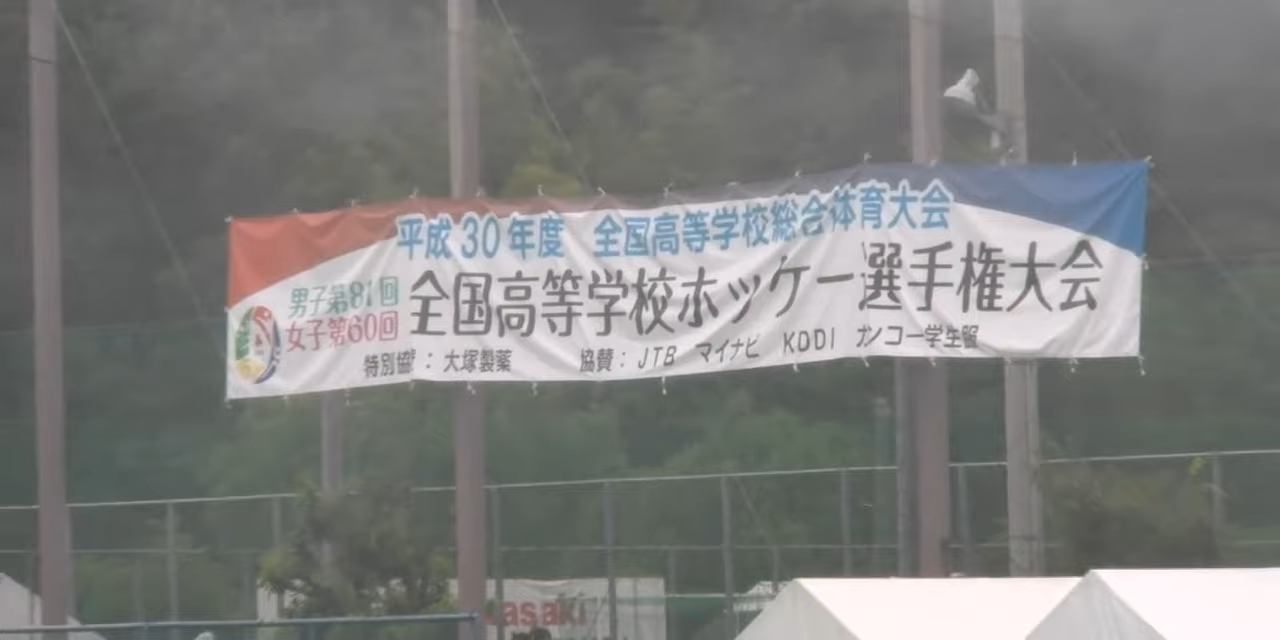 平成30年度 全国高等学校総合体育大会
男子第81回
女子第60回
全国高等学校ホッケー選手権大会
特別協賛：大塚製薬 協賛：JTB マイナビ KDDI カンコー学生服
asaki